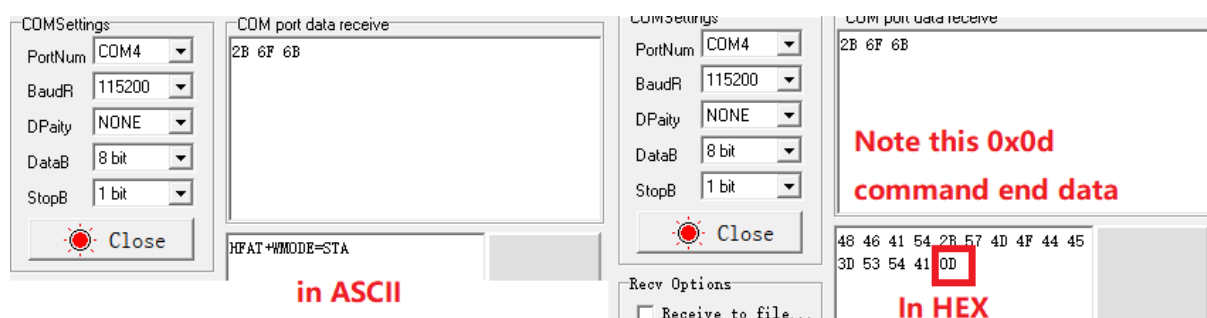 COMSettings
PortNum COM4
BaudR 115200
DPaity NONE
DataB 8 bit
StopB 1 bit
Close
COM port data receive
2B 6F 6B
HFAT+WMODE=STA
in ASCII
COMSettings
PortNum COM4
BaudR 115200
DPaity NONE
DataB 8 bit
StopB 1 bit
Close
Recv Options
Receive to file...
COM port data receive
2B 6F 6B
Note this 0x0d
command end data
48 46 41 54 2B 57 4D 4F 44 45
3D 53 54 41 0D
In HEX